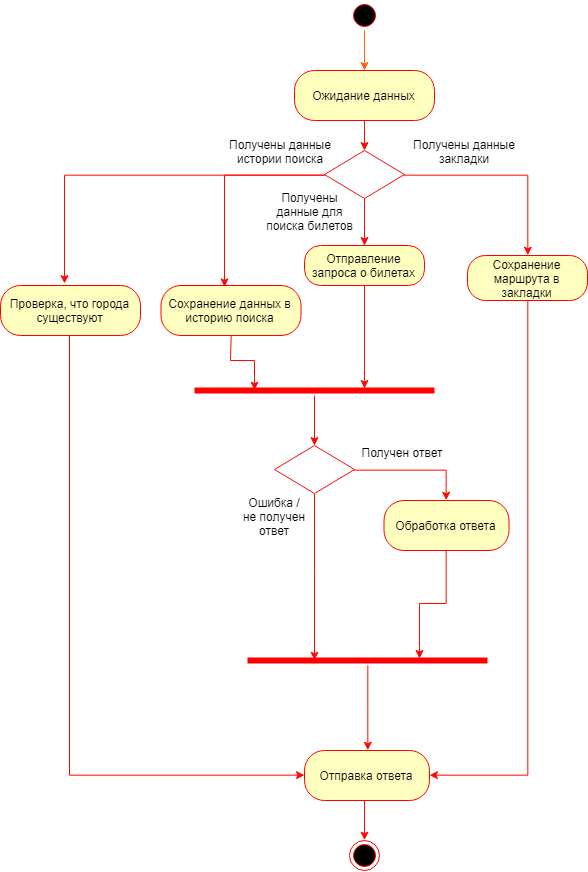 Ожидание данных
Получены данные
истории поиска
Получены данные
закладки
Получены
данные для
поиска билетов
Отправление
запроса о билетах
Сохранение
маршрута в
закладки
Проверка, что города
существуют
Сохранение данных в
историю поиска
Получен ответ
Ошибка /
не получен
ответ
Обработка ответа
Отправка ответа